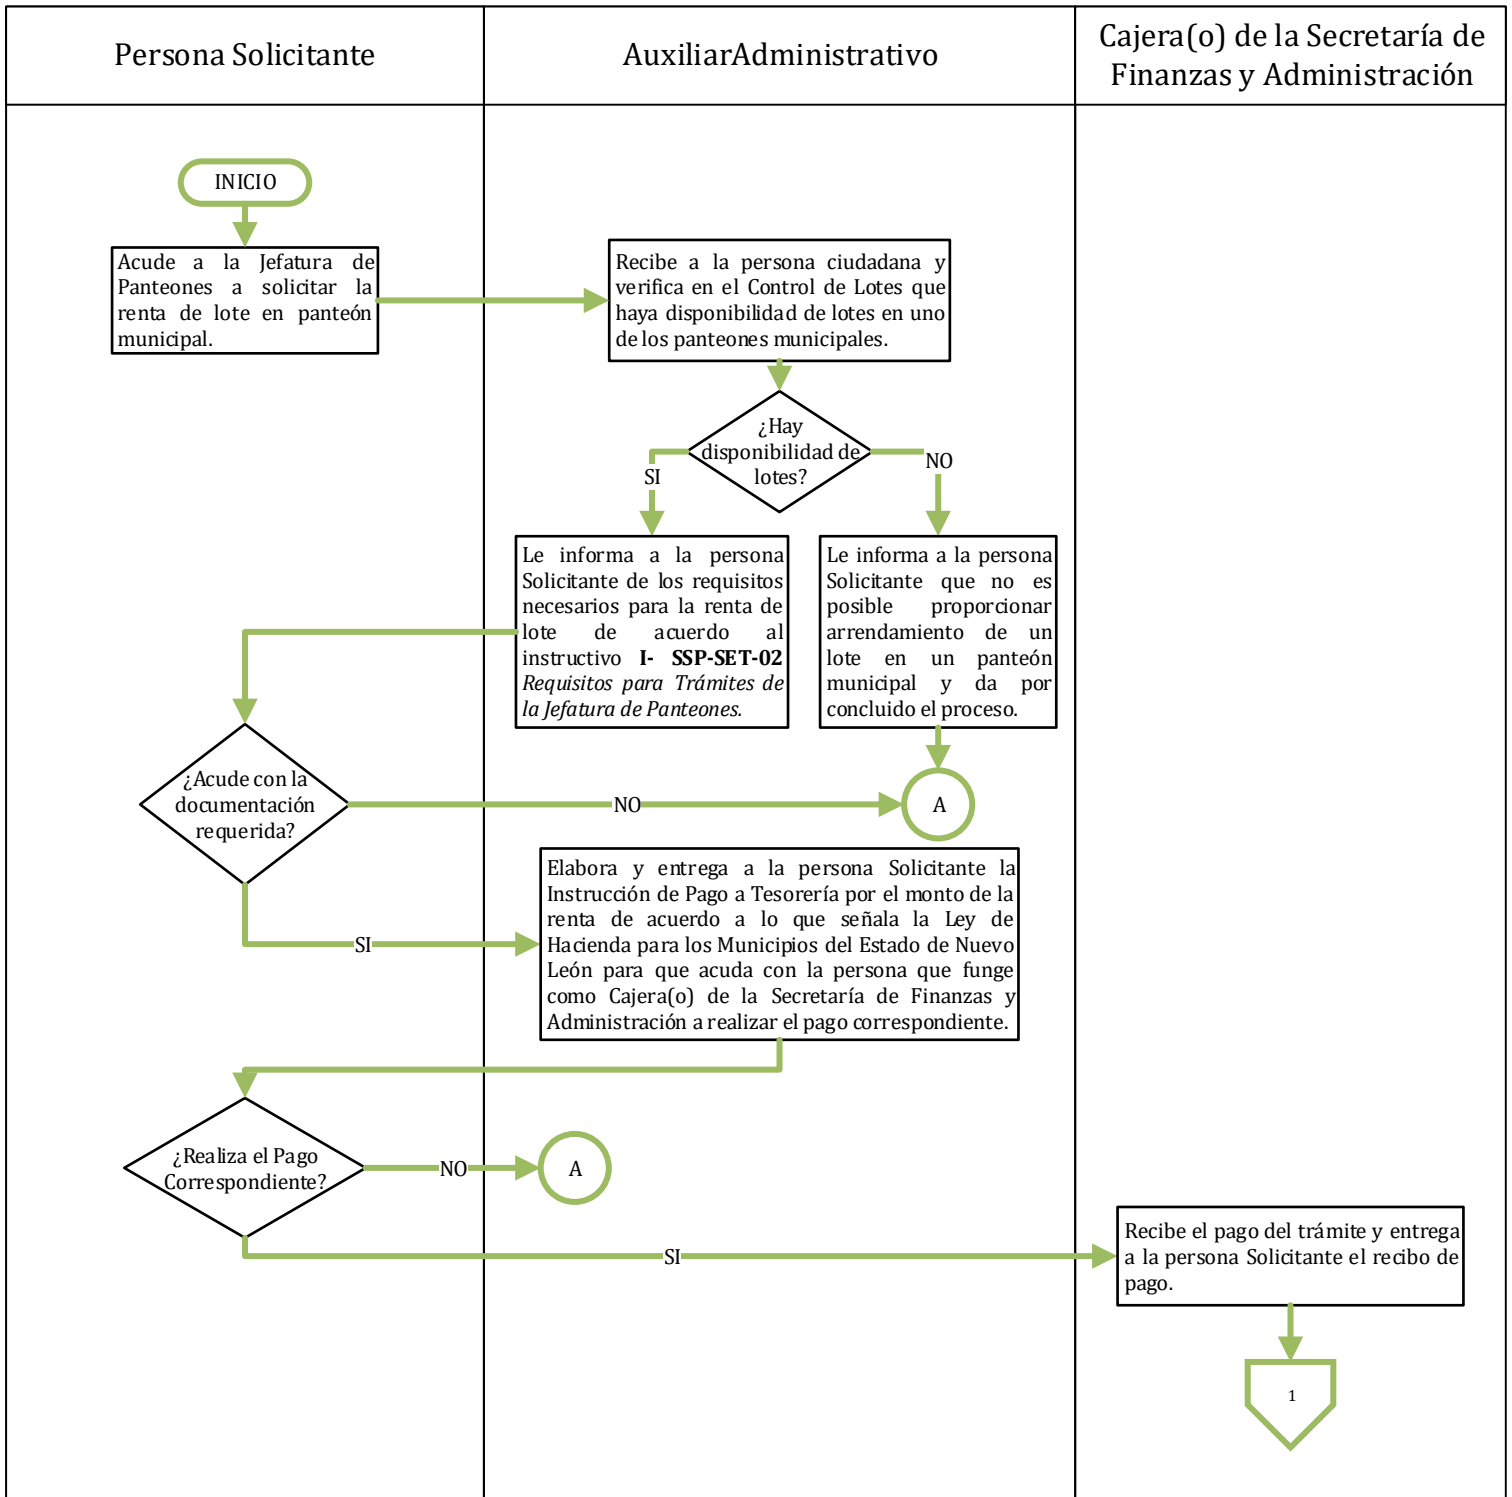 Persona Solicitante
AuxiliarAdministrativo
Cajera(o) de la Secretaría de
Finanzas y Administración
INICIO
Acude a la Jefatura de
Panteones a solicitar la
renta de lote en panteón
municipal.
Recibe a la persona ciudadana y
verifica en el Control de Lotes que
haya disponibilidad de lotes en uno
de los panteones municipales.
¿Hay
disponibilidad de
lotes?
SI
NO
Le informa a la persona
Solicitante de los requisitos
necesarios para la renta de
lote de acuerdo al
instructivo I- SSP-SET-02
Requisitos para Trámites de
la Jefatura de Panteones.
Le informa a la persona
Solicitante que no es
posible proporcionar
arrendamiento de un
lote en un panteón
municipal y da por
concluido el proceso.
¿Acude con la
documentación
requerida?
NO
A
SI
Elabora y entrega a la persona Solicitante la
Instrucción de Pago a Tesorería por el monto de la
renta de acuerdo a lo que señala la Ley de
Hacienda para los Municipios del Estado de Nuevo
León para que acuda con la persona que funge
como Cajera(o) de la Secretaría de Finanzas y
Administración a realizar el pago correspondiente.
¿Realiza el Pago
Correspondiente?
NO
A
SI
Recibe el pago del trámite y entrega
a la persona Solicitante el recibo de
pago.
1